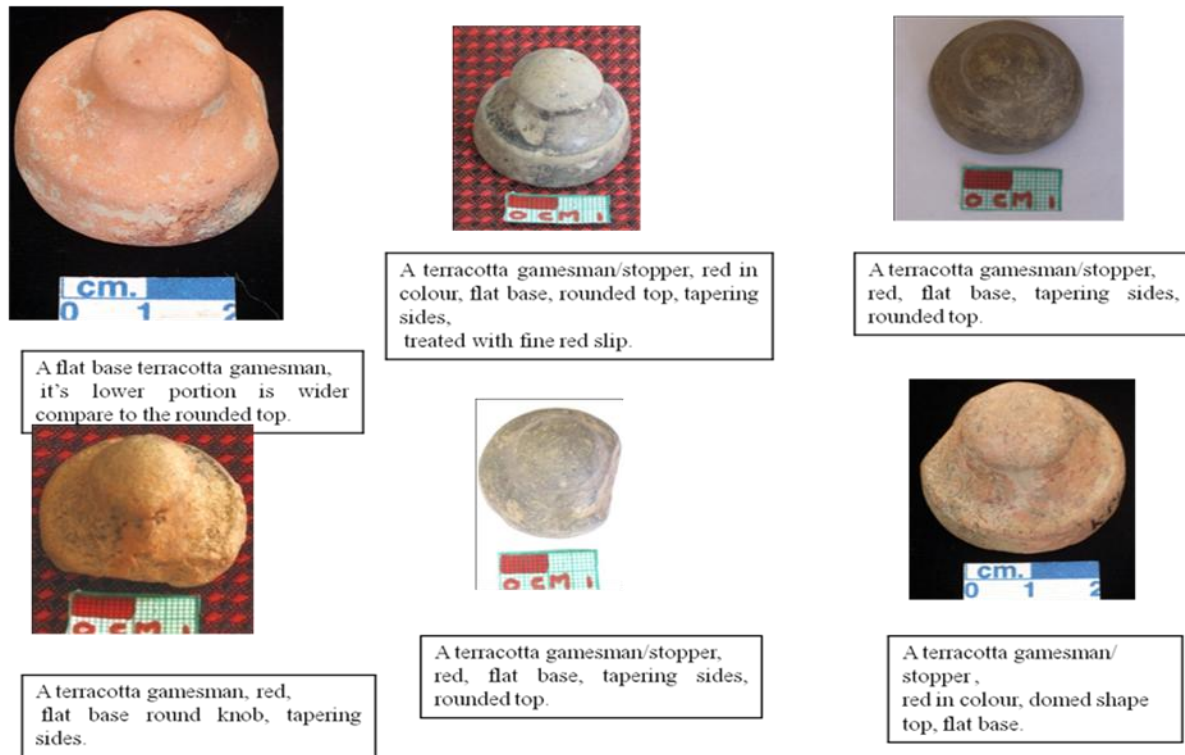 cm.
0 1 2
0 CM 1
0 CM 1
A terracotta gamesman/stopper, red in
colour, flat base, rounded top, tapering
sides,
treated with fine red slip.
A terracotta gamesman/stopper,
red, flat base, tapering sides,
rounded top.
A flat base terracotta gamesman,
it's lower portion is wider
compare to the rounded top.
0 CM 1
0 CM 1
cm.
0 1 2
A terracotta gamesman, red,
flat base round knob, tapering
sides.
A terracotta gamesman/stopper,
red, flat base, tapering sides,
rounded top.
A terracotta gamesman/
stopper ,
red in colour, domed shape
top, flat base.